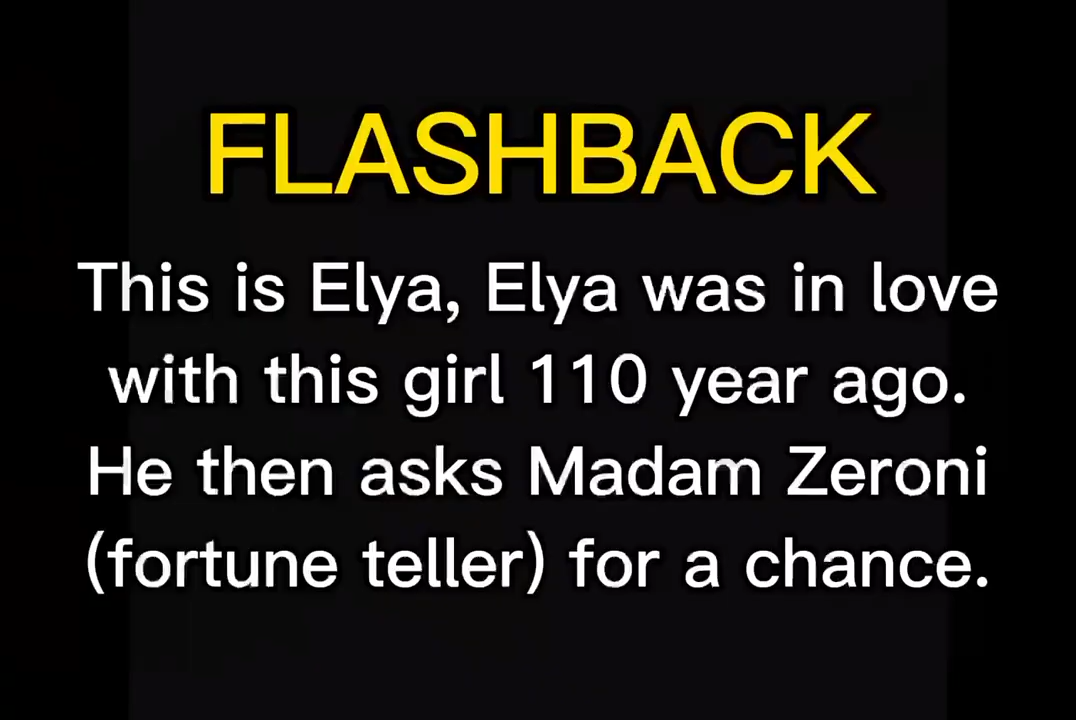 FLASHBACK
This is Elya, Elya was in love
with this girl 110 year ago.
He then asks Madam Zeroni
(fortune teller) for a chance.